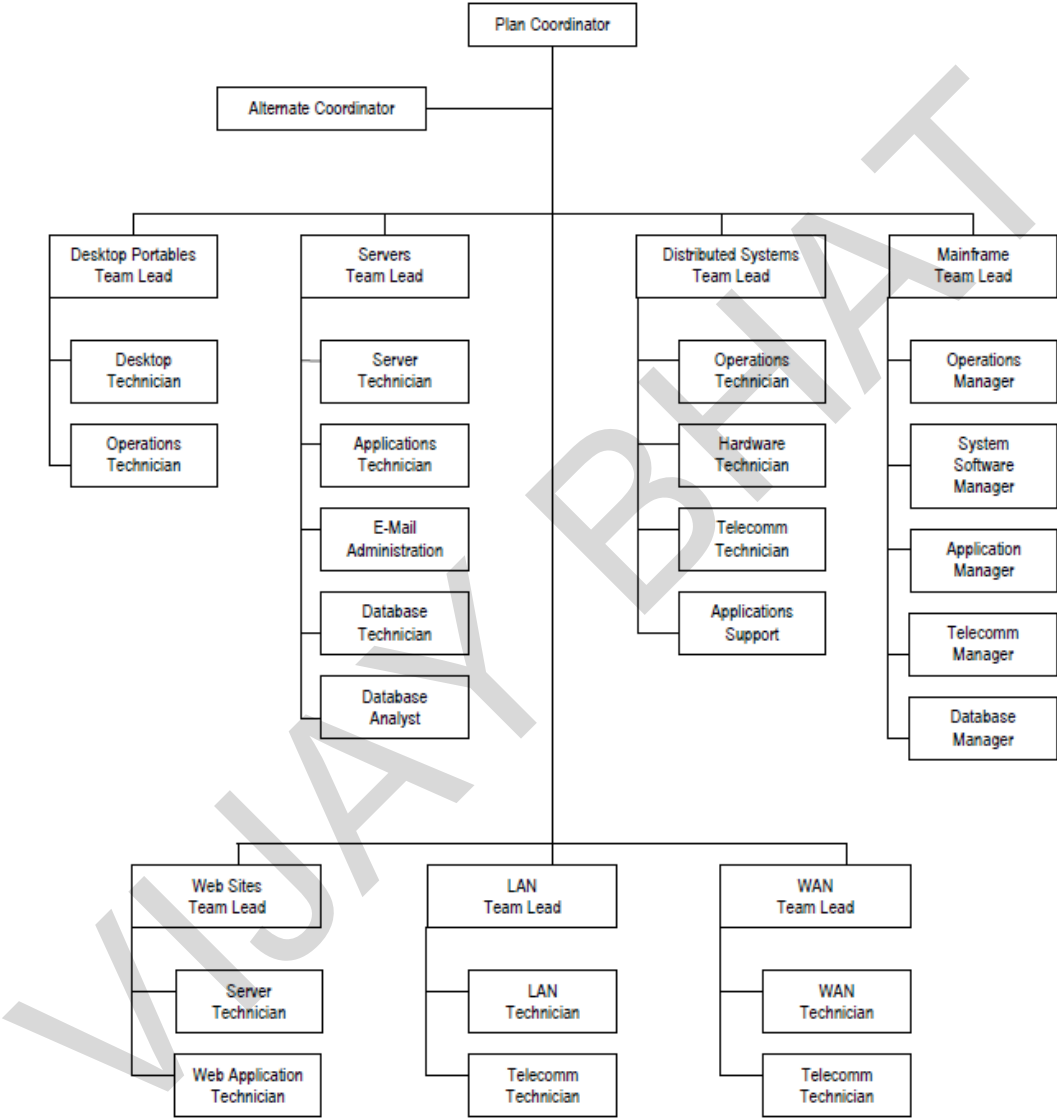 Plan Coordinator
Alternate Coordinator
Desktop Portables
Team Lead
Desktop
Technician
Operations
Technician
Servers
Team Lead
Server
Technician
Applications
Technician
E-Mail
Administration
Database
Technician
Database
Analyst
Distributed Systems
Team Lead
Operations
Technician
Hardware
Technician
Telecomm
Technician
Applications
Support
Mainframe
Team Lead
Operations
Manager
System
Software
Manager
Application
Manager
Telecomm
Manager
Database
Manager
Web Sites
Team Lead
Server
Technician
Web Application
Technician
LAN
Team Lead
LAN
Technician
Telecomm
Technician
WAN
Team Lead
WAN
Technician
Telecomm
Technician
VIJAY BHAT